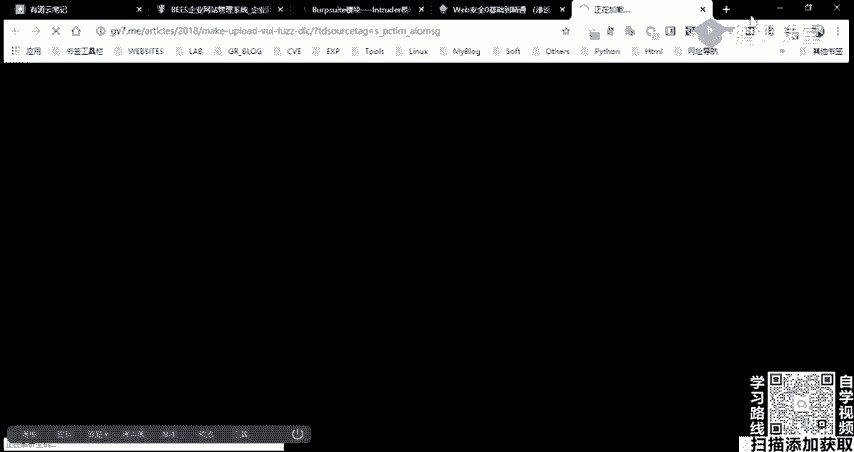 有道云笔记
BEES企业网站管理系统_企业
Burpsuite模块——Intruder模
Web安全0基础到精通
正在加载...
gv7.me/articles/2018/make-upload-vul-fuzz-dic/?tdsourcetag=s_pctim_aiomsg
应用 书签工具栏 WEBSITES LAB GR_BLOG CVE EXP Tools Linux MyBlog Soft Others Python Html 网址导航 » 其他书签
学习路线
自学视频
扫描添加获取